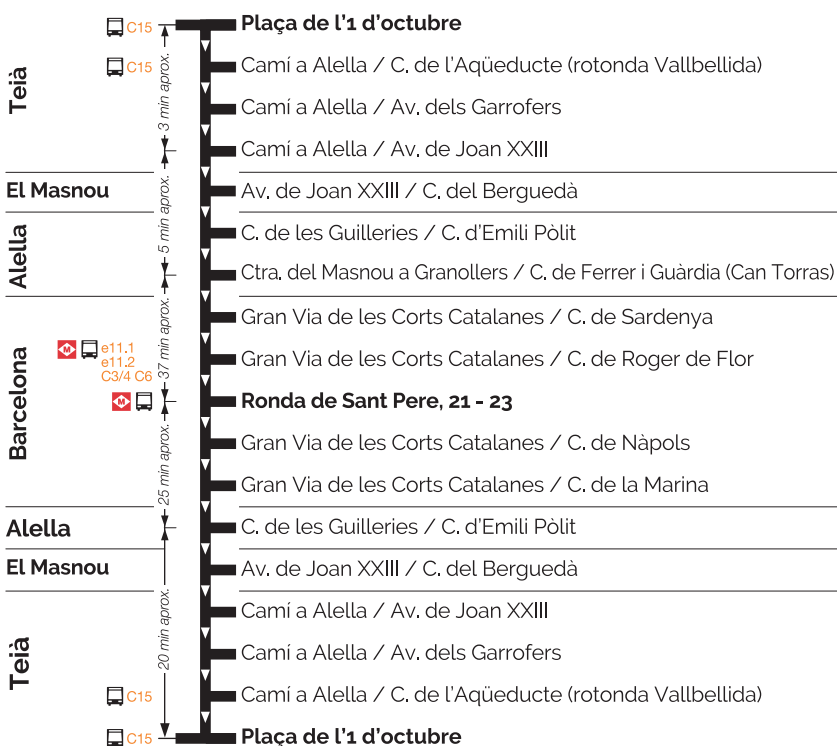 C15 Plaça de l'1 d'octubre
C15 Camí a Alella / C. de l'Aqüeducte (rotonda Vallbellida)
Teià
3 min aprox.
Camí a Alella / Av. dels Garrofers
Camí a Alella / Av. de Joan XXIII
El Masnou
Av. de Joan XXIII / C. del Berguedà
Alella
5 min aprox.
C. de les Guilleries / C. d'Emili Pòlit
Ctra. del Masnou a Granollers / C. de Ferrer i Guàrdia (Can Torras)
Barcelona
37 min aprox.
Gran Via de les Corts Catalanes / C. de Sardenya
M e11.1
e11.2
C3/4 C6
Gran Via de les Corts Catalanes / C. de Roger de Flor
M Ronda de Sant Pere, 21 - 23
25 min aprox.
Gran Via de les Corts Catalanes / C. de Nàpols
Gran Via de les Corts Catalanes / C. de la Marina
Alella
C. de les Guilleries / C. d'Emili Pòlit
El Masnou
Av. de Joan XXIII / C. del Berguedà
Teià
20 min aprox.
Camí a Alella / Av. de Joan XXIII
Camí a Alella / Av. dels Garrofers
C15 Camí a Alella / C. de l'Aqüeducte (rotonda Vallbellida)
C15 Plaça de l'1 d'octubre